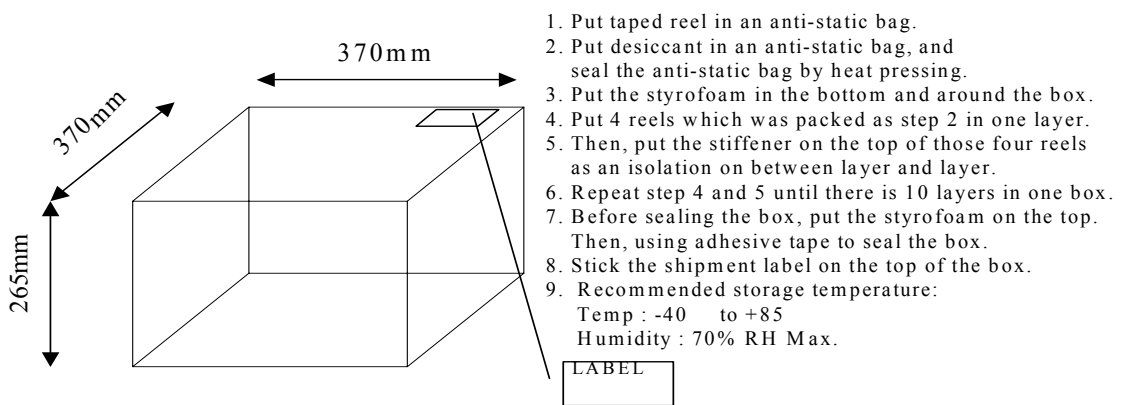 370mm
370mm
265mm
1. Put taped reel in an anti-static bag.
2. Put desiccant in an anti-static bag, and
seal the anti-static bag by heat pressing.
3. Put the styrofoam in the bottom and around the box.
4. Put 4 reels which was packed as step 2 in one layer.
5. Then, put the stiffener on the top of those four reels
as an isolation on between layer and layer.
6. Repeat step 4 and 5 until there is 10 layers in one box.
7. Before sealing the box, put the styrofoam on the top.
Then, using adhesive tape to seal the box.
8. Stick the shipment label on the top of the box.
9. Recommended storage temperature:
Temp : -40 to +85
Humidity : 70% RH Max.
LABEL